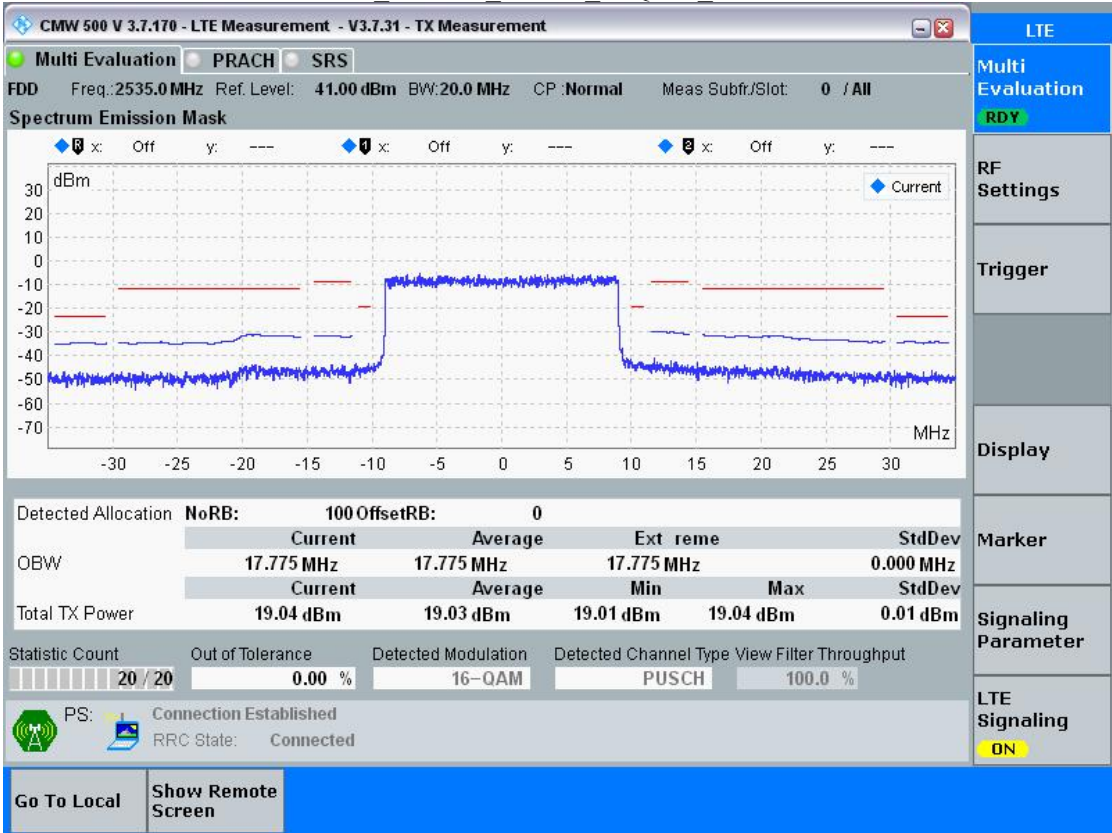 CMW 500 V 3.7.170 - LTE Measurement - V3.7.31 - TX Measurement
LTE
Multi Evaluation PRACH SRS
FDD Freq.:2535.0 MHz Ref. Level: 41.00 dBm BW:20.0 MHz CP :Normal Meas Subfr./Slot: 0 / All
Spectrum Emission Mask
R x: Off y: --- 1 x: Off y: --- 2 x: Off y: ---
dBm
Current
30
20
10
0
-10
-20
-30
-40
-50
-60
-70
MHz
-30 -25 -20 -15 -10 -5 0 5 10 15 20 25 30
Detected Allocation NoRB: 100 OffsetRB: 0
Current Average Ext reme StdDev
OBW 17.775 MHz 17.775 MHz 17.775 MHz 0.000 MHz
Current Average Min Max StdDev
Total TX Power 19.04 dBm 19.03 dBm 19.01 dBm 19.04 dBm 0.01 dBm
Statistic Count Out of Tolerance Detected Modulation Detected Channel Type View Filter Throughput
20 / 20 0.00 % 16-QAM PUSCH 100.0 %
PS: Connection Established
RRC State: Connected
Multi
Evaluation
RDY
RF
Settings
Trigger
Display
Marker
Signaling
Parameter
LTE
Signaling
ON
Go To Local
Show Remote
Screen